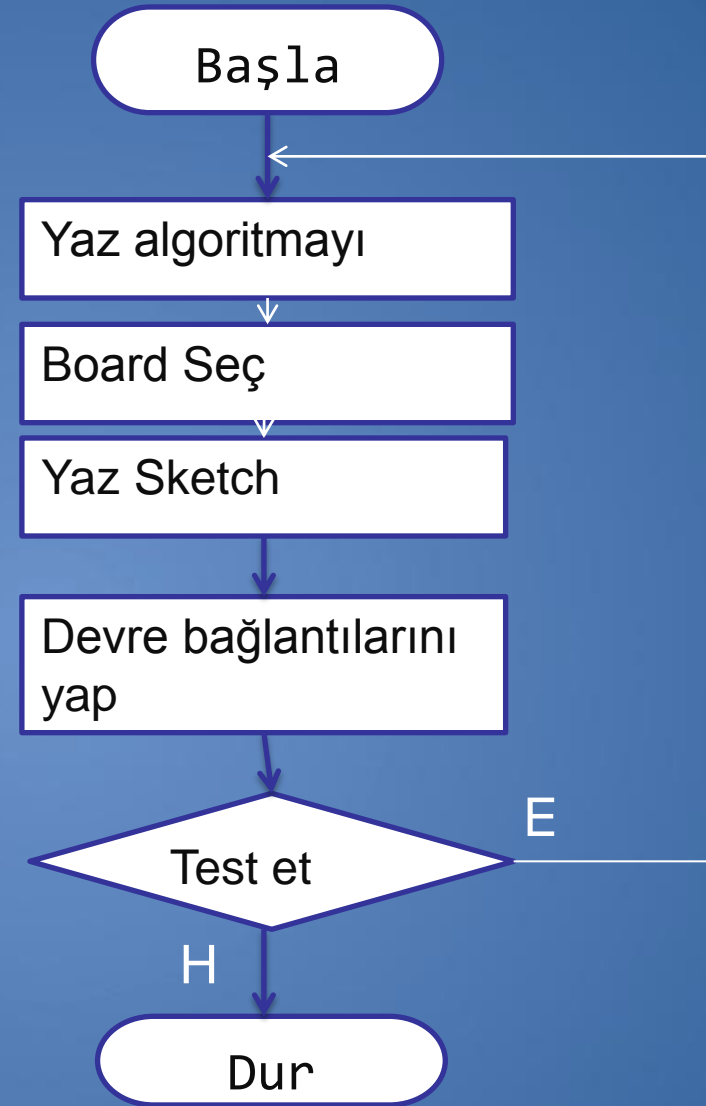 Başla
Yaz algoritmayı
Board Seç
Yaz Sketch
Devre bağlantılarını
yap
E
Test et
H
Dur